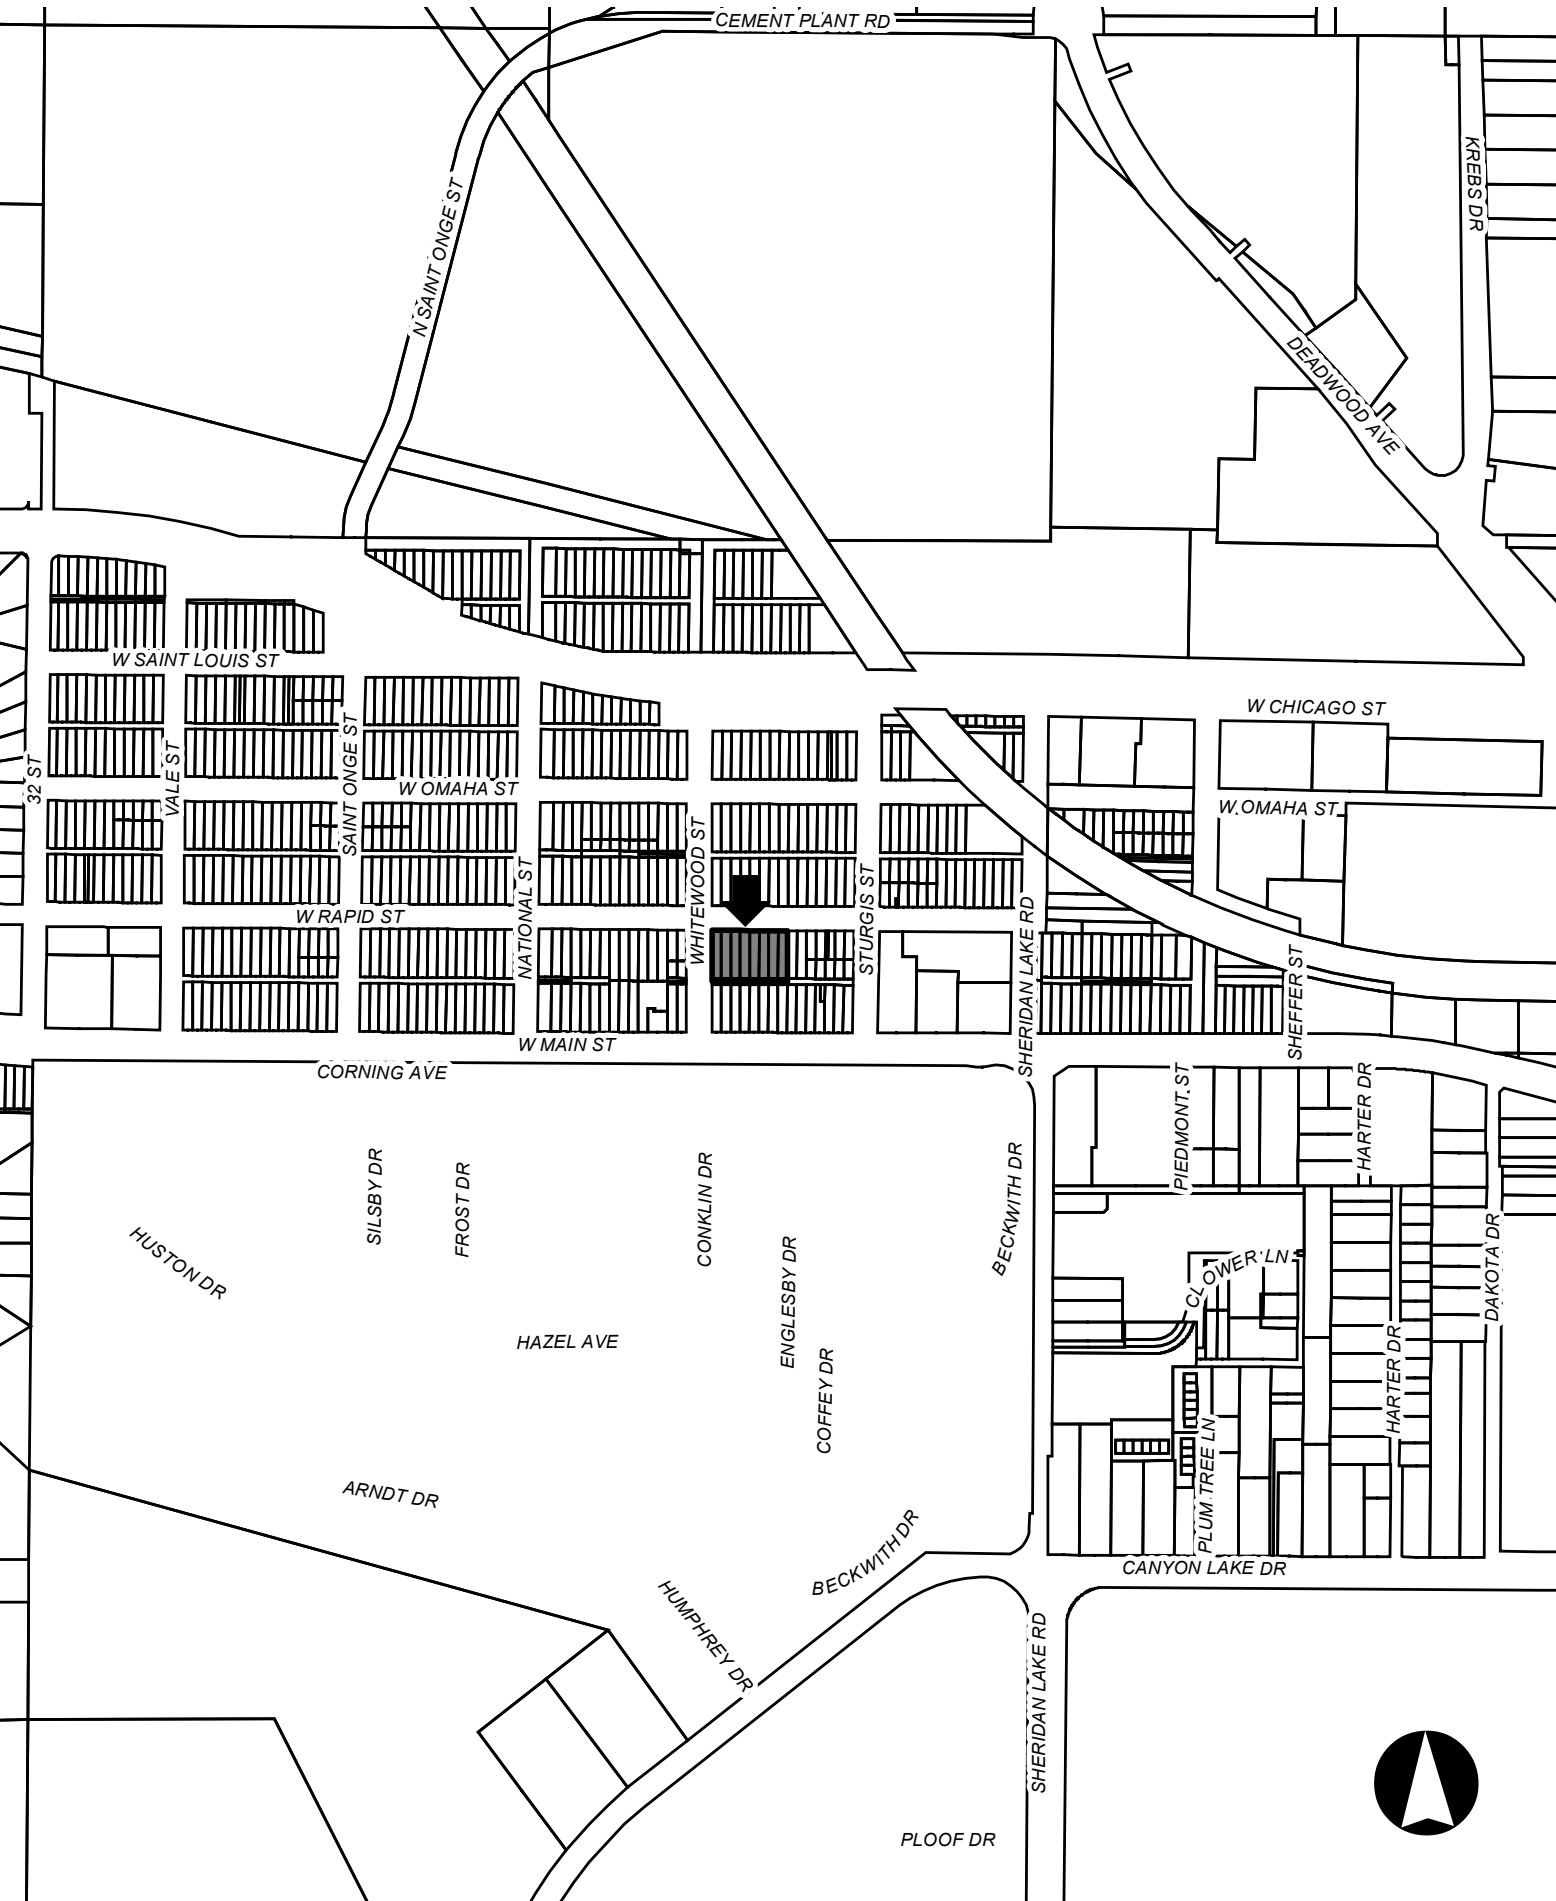 CEMENT PLANT RD
KREBS DR
N SAINT ONGE ST
DEADWOOD AVE
W SAINT LOUIS ST
W CHICAGO ST
32 ST
VALE ST
SAINT ONGE ST
W OMAHA ST
W OMAHA ST
WHITEWOOD ST
NATIONAL ST
STURGIS ST
W RAPID ST
SHERIDAN LAKE RD
SHEFFER ST
W MAIN ST
CORNING AVE
PIEDMONT ST
HARTER DR
SILSBY DR
FROST DR
CONKLIN DR
BECKWITH DR
HUSTON DR
ENGLESBY DR
CLOWER LN
DAKOTA DR
HAZEL AVE
COFFEY DR
HARTER DR
ARNDT DR
PLUM TREE LN
BECKWITH DR
CANYON LAKE DR
HUMPHREY DR
SHERIDAN LAKE RD
PLOOF DR